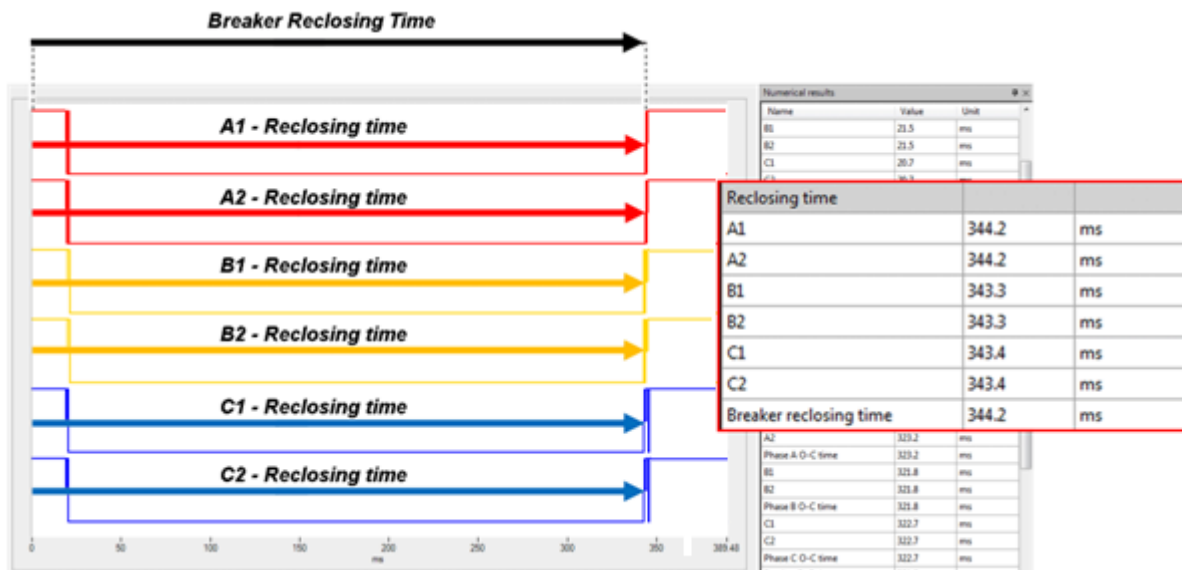 Breaker Reclosing Time
A1 - Reclosing time
A2 - Reclosing time
B1 - Reclosing time
B2 - Reclosing time
C1 - Reclosing time
C2 - Reclosing time
0 50 100 150 200 250 300 350 389.48
ms
Numerical results
Name Value Unit
B1 21.5 ms
B2 21.5 ms
C1 20.7 ms
Reclosing time
A1 344.2 ms
A2 344.2 ms
B1 343.3 ms
B2 343.3 ms
C1 343.4 ms
C2 343.4 ms
Breaker reclosing time 344.2 ms
A2 323.2 ms
Phase A O-C time 323.2 ms
B1 321.8 ms
B2 321.8 ms
Phase B O-C time 321.8 ms
C1 322.7 ms
C2 322.7 ms
Phase C O-C time 322.7 ms